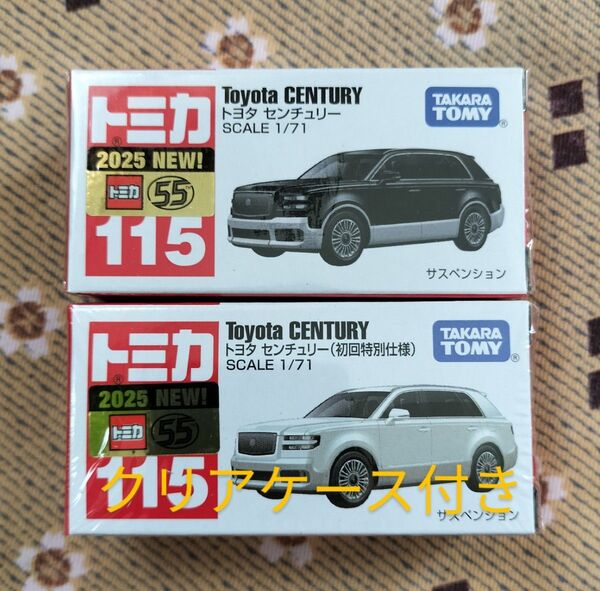 トミカ®
2025 NEW!
トミカ 55
115
Toyota CENTURY
トヨタ センチュリー
SCALE 1/71
TAKARA
TOMY®
サスペンション
トミカ®
2025 NEW!
トミカ 55
115
Toyota CENTURY
トヨタ センチュリー(初回特別仕様)
SCALE 1/71
TAKARA
TOMY®
クリアケース付き
サスペンション